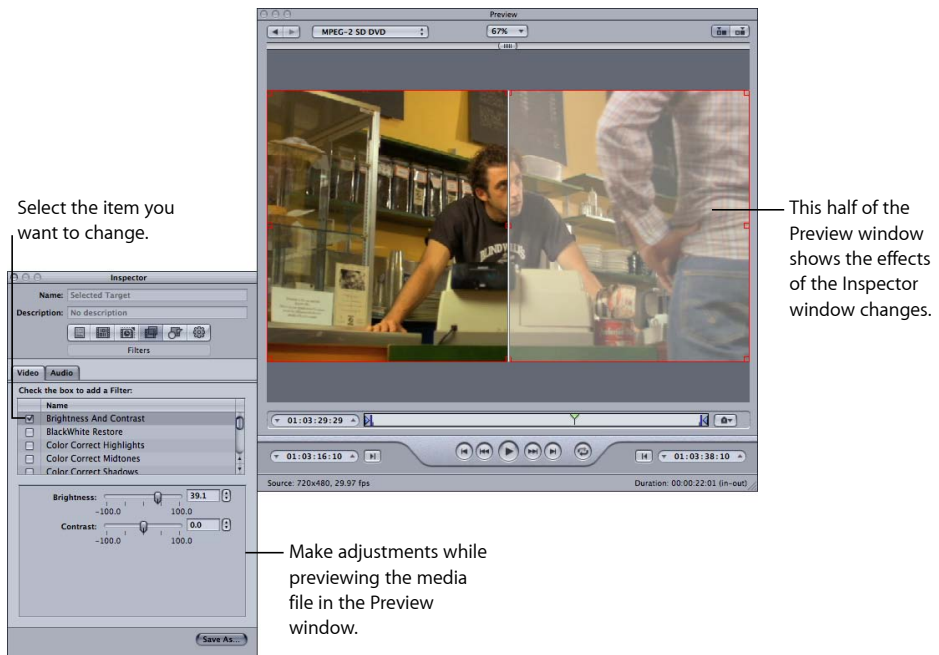 Preview
MPEG-2 SD DVD
67%
Select the item you
want to change.
This half of the
Preview window
shows the effects
of the Inspector
window changes.
Inspector
Name: Selected Target
Description: No description
Filters
Video Audio
Check the box to add a Filter:
Name
Brightness And Contrast
BlackWhite Restore
Color Correct Highlights
Color Correct Midtones
Color Correct Shadows
Brightness: 39.1
-100.0 100.0
Contrast: 0.0
-100.0 100.0
Save As...
01:03:29:29
01:03:16:10
01:03:38:10
Source: 720x480, 29.97 fps
Duration: 00:00:22:01 (in-out)
Make adjustments while
previewing the media
file in the Preview
window.